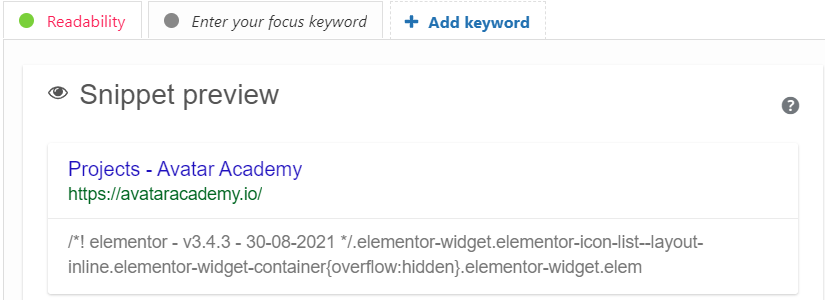 Readability
Enter your focus keyword
+ Add keyword
Snippet preview
?
Projects - Avatar Academy
https://avataracademy.io/
/*! elementor - v3.4.3 - 30-08-2021 */.elementor-widget.elementor-icon-list--layout-
inline.elementor-widget-container{overflow:hidden}.elementor-widget.elem